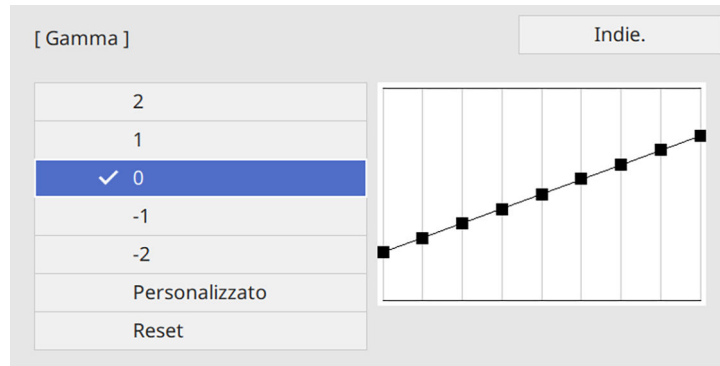 [ Gamma ]
Indie.
2
1
0
-1
-2
Personalizzato
Reset